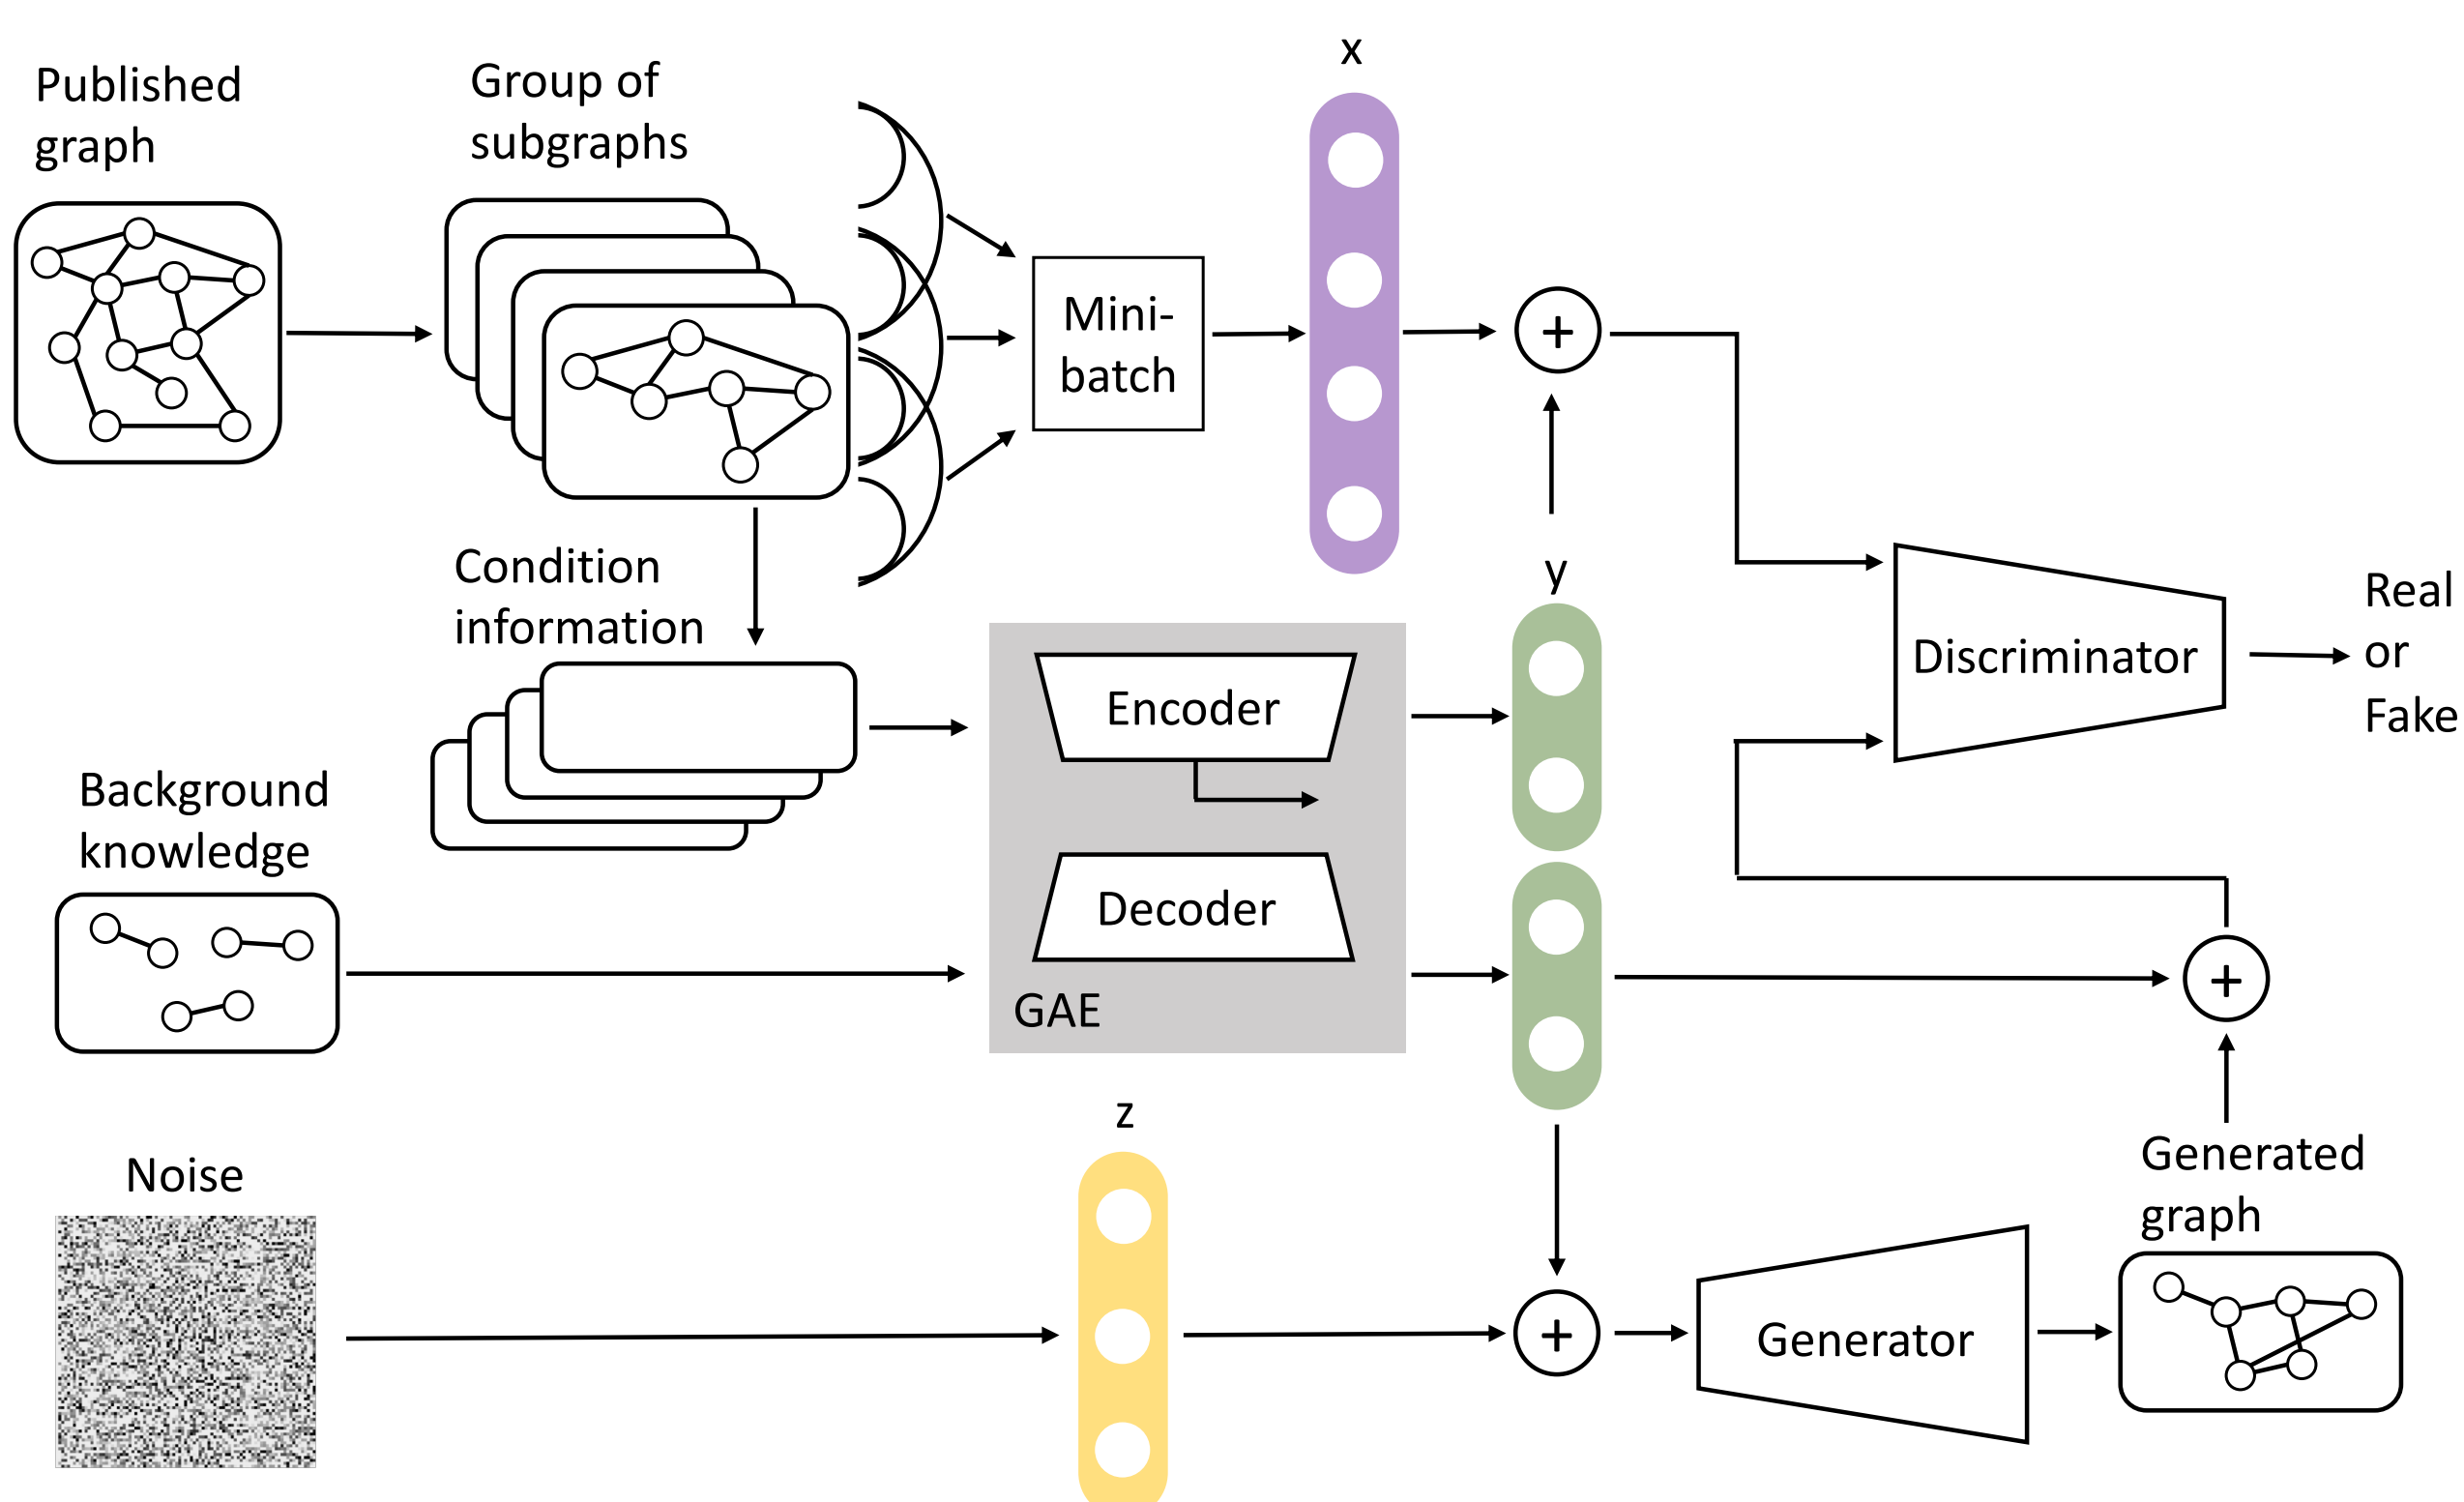 Published
graph
Group of
subgraphs
x
Mini-
batch
+
Condition
information
y
Encoder
Discriminator
Real
or
Fake
Background
knowledge
Decoder
GAE
+
z
Noise
+
Generator
Generated
graph